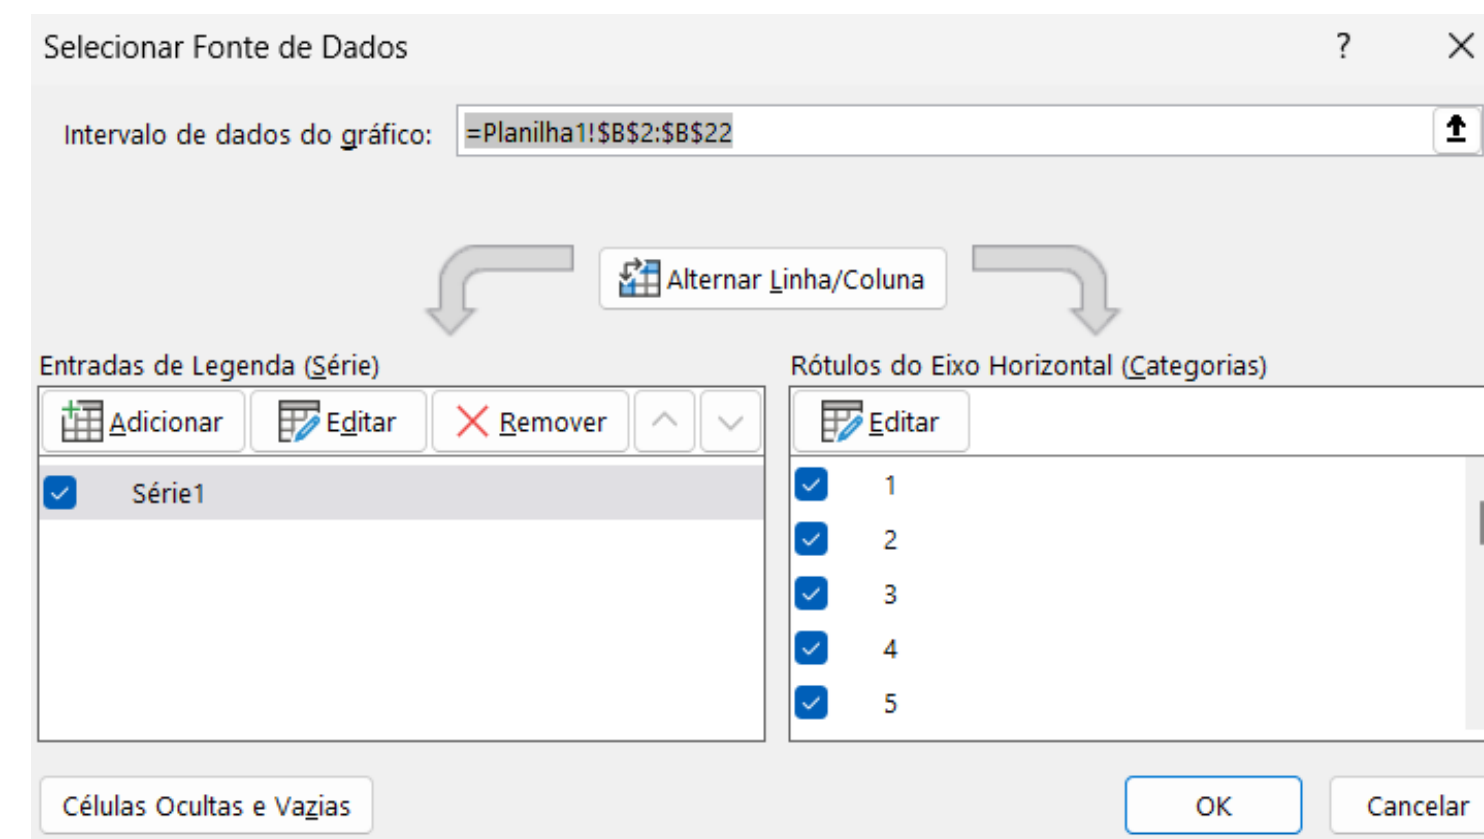 Selecionar Fonte de Dados ?
Intervalo de dados do gráfico: =Planilha1!$B$2:$B$22
Alternar Linha/Coluna
Entradas de Legenda (Série)
Adicionar Editar Remover
Série1
Rótulos do Eixo Horizontal (Categorias)
Editar
1
2
3
4
5
Células Ocultas e Vazias
OK Cancelar